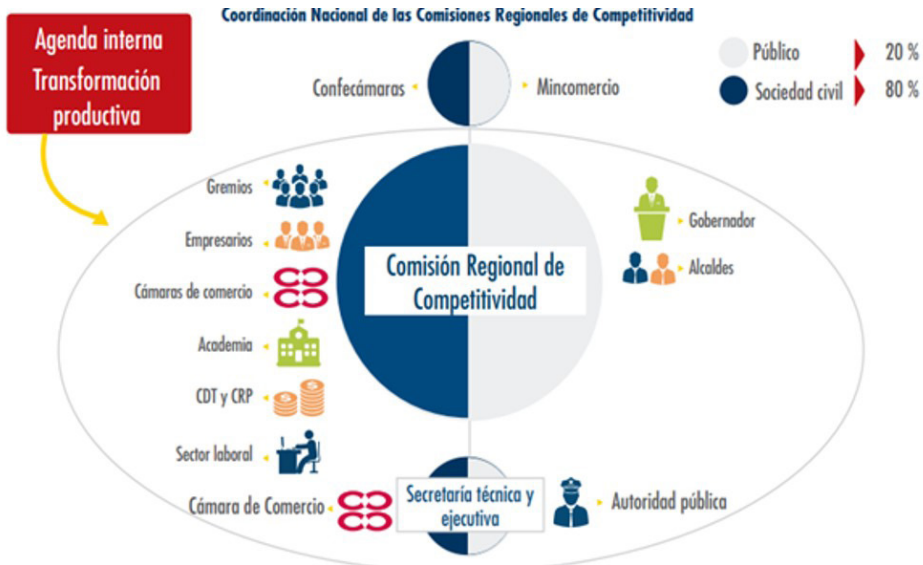 Coordinación Nacional de las Comisiones Regionales de Competitividad
Agenda interna
Transformación
productiva
Confecámaras
Mincomercio
Público 20 %
Sociedad civil 80 %
Gremios
Empresarios
Cámaras de comercio
Academia
CDT y CRP
Sector laboral
Comisión Regional de
Competitividad
Gobernador
Alcaldes
Cámara de Comercio
Secretaría técnica y
ejecutiva
Autoridad pública